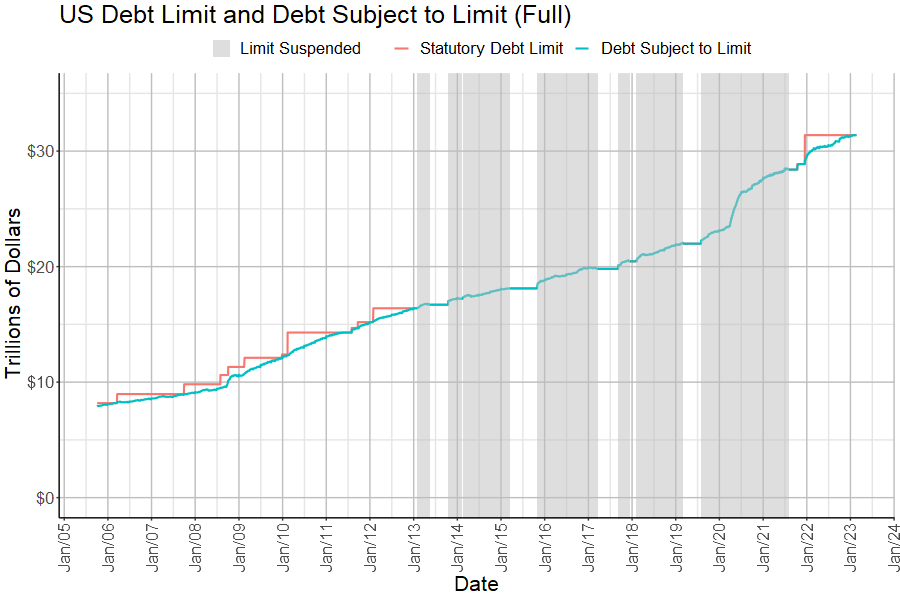 US Debt Limit and Debt Subject to Limit (Full)
Limit Suspended Statutory Debt Limit Debt Subject to Limit
Trillions of Dollars
$30
$20
$10
$0
Jan/05 Jan/06 Jan/07 Jan/08 Jan/09 Jan/10 Jan/11 Jan/12 Jan/13 Jan/14 Jan/15 Jan/16 Jan/17 Jan/18 Jan/19 Jan/20 Jan/21 Jan/22 Jan/23 Jan/24
Date